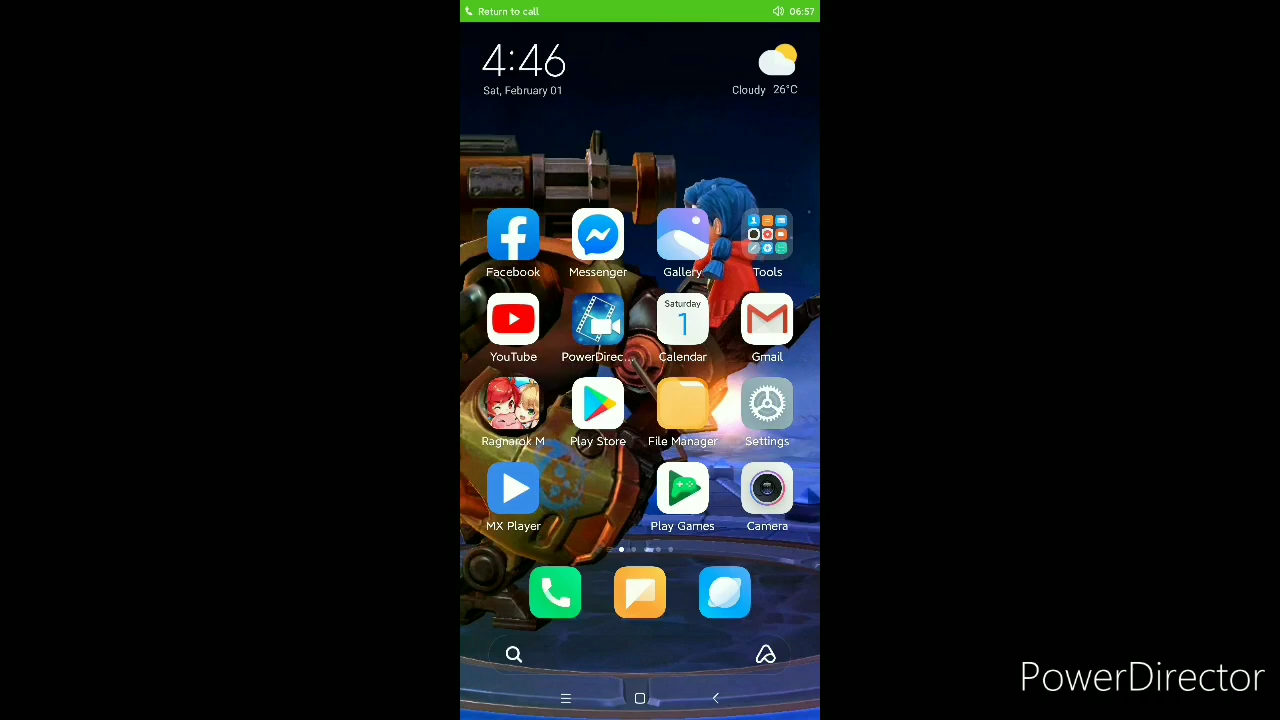 Return to call
06:57
4:46
Sat, February 01
Cloudy 26°C
Facebook
Messenger
Gallery
Tools
YouTube
PowerDirec...
Saturday
1
Calendar
Gmail
Ragnarok M
Play Store
File Manager
Settings
MX Player
Play Games
Camera
PowerDirector